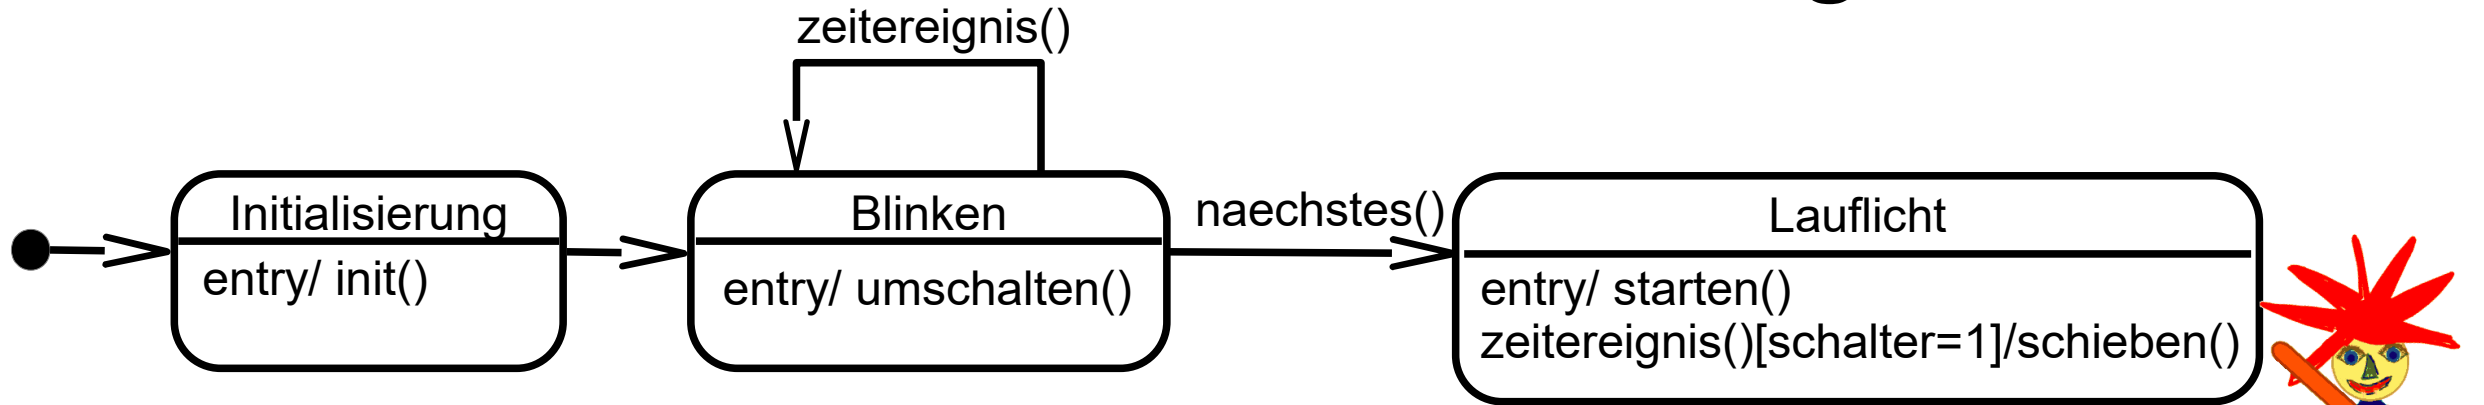 zeitereignis()
Initialisierung
entry/ init()
Blinken
entry/ umschalten()
naechstes()
Lauflicht
entry/ starten()
zeitereignis()[schalter=1]/schieben()